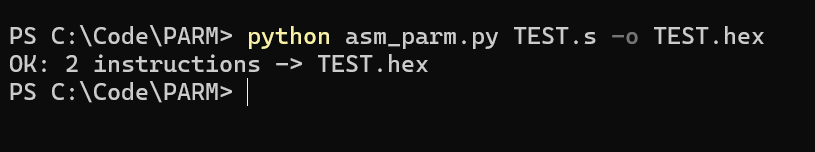 PS C:\Code\PARM> python asm_parm.py TEST.s -o TEST.hex
OK: 2 instructions -> TEST.hex
PS C:\Code\PARM>